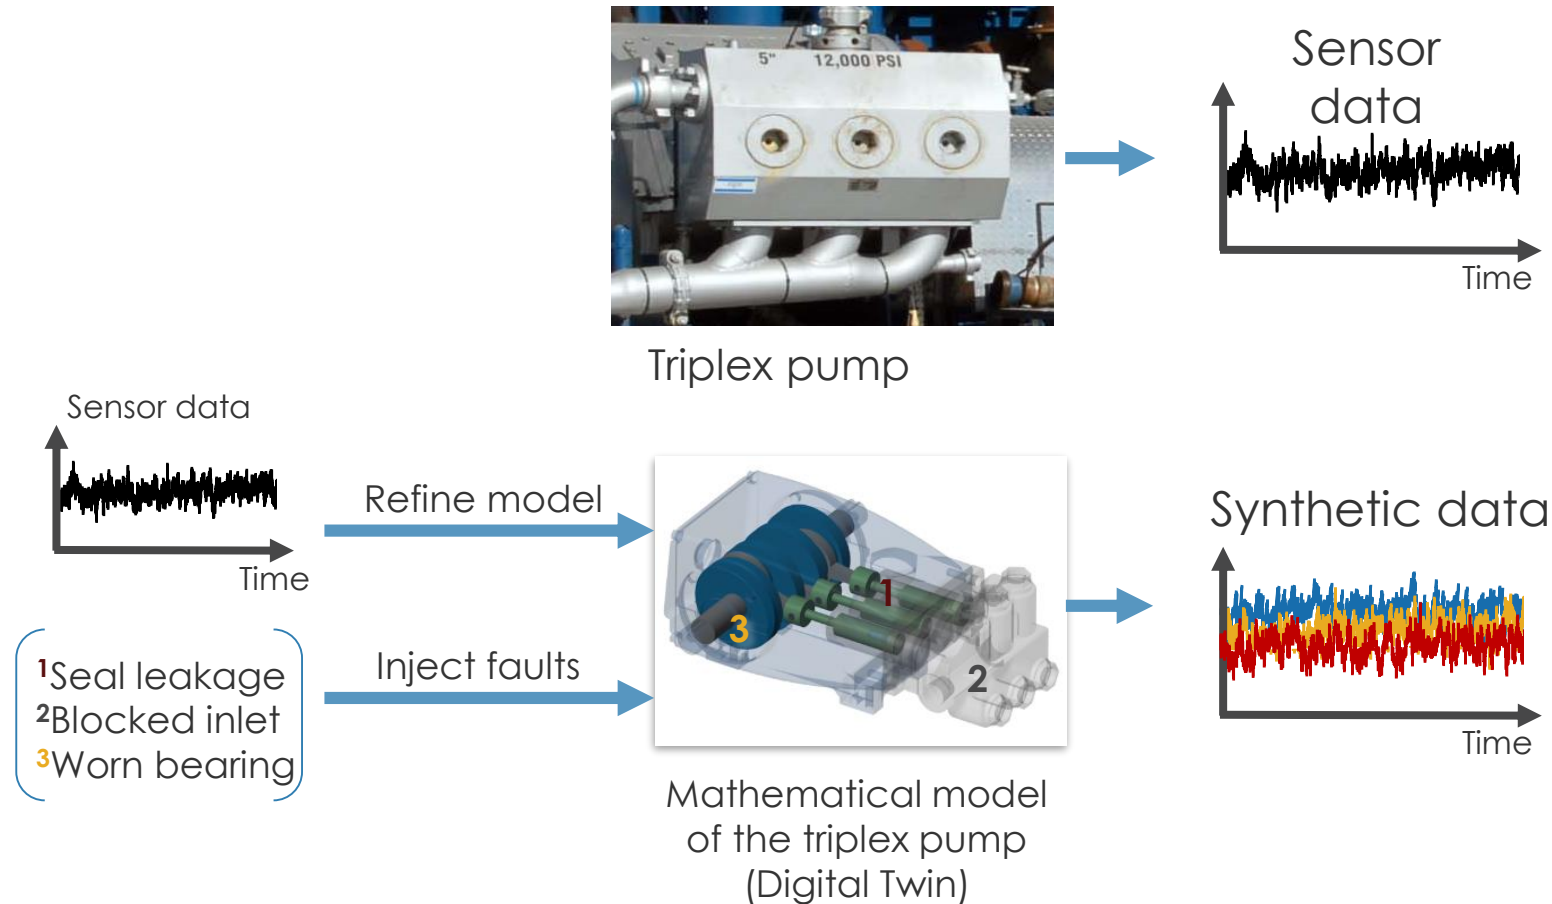 5" 12,000 PSI
Sensor
data
Time
Triplex pump
Sensor data
Time
Refine model
1Seal leakage
2Blocked inlet
3Worn bearing
Inject faults
1
2
3
Mathematical model
of the triplex pump
(Digital Twin)
Synthetic data
Time